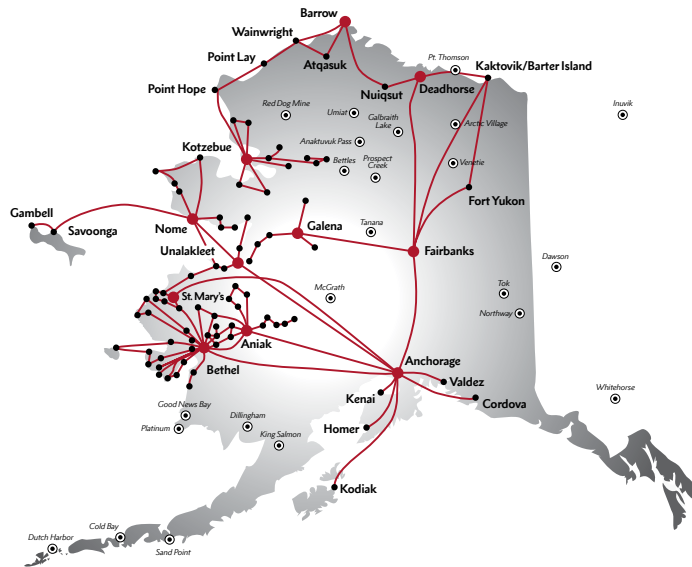 Barrow
Wainwright
Point Lay
Atqasuk
Pt. Thomson
Kaktovik/Barter Island
Point Hope
Nuiqsut
Deadhorse
Red Dog Mine
Umiat
Galbraith
Lake
Arctic Village
Inuvik
Kotzebue
Anaktuvuk Pass
Bettles
Prospect
Creek
Venetie
Fort Yukon
Gambell
Savoonga
Nome
Galena
Tanana
Unalakleet
Fairbanks
Dawson
St. Mary's
McGrath
Tok
Northway
Aniak
Bethel
Anchorage
Valdez
Kenai
Cordova
Whitehorse
Good News Bay
Platinum
Dillingham
King Salmon
Homer
Kodiak
Cold Bay
Dutch Harbor
Sand Point